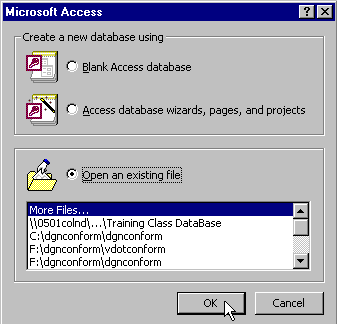 Microsoft Access
Create a new database using
Blank Access database
Access database wizards, pages, and projects
Open an existing file
More Files...
\\0501colnd\...\Training Class DataBase
C:\dgnconform\dgnconform
F:\dgnconform\vdotconform
F:\dgnconform\dgnconform
OK Cancel